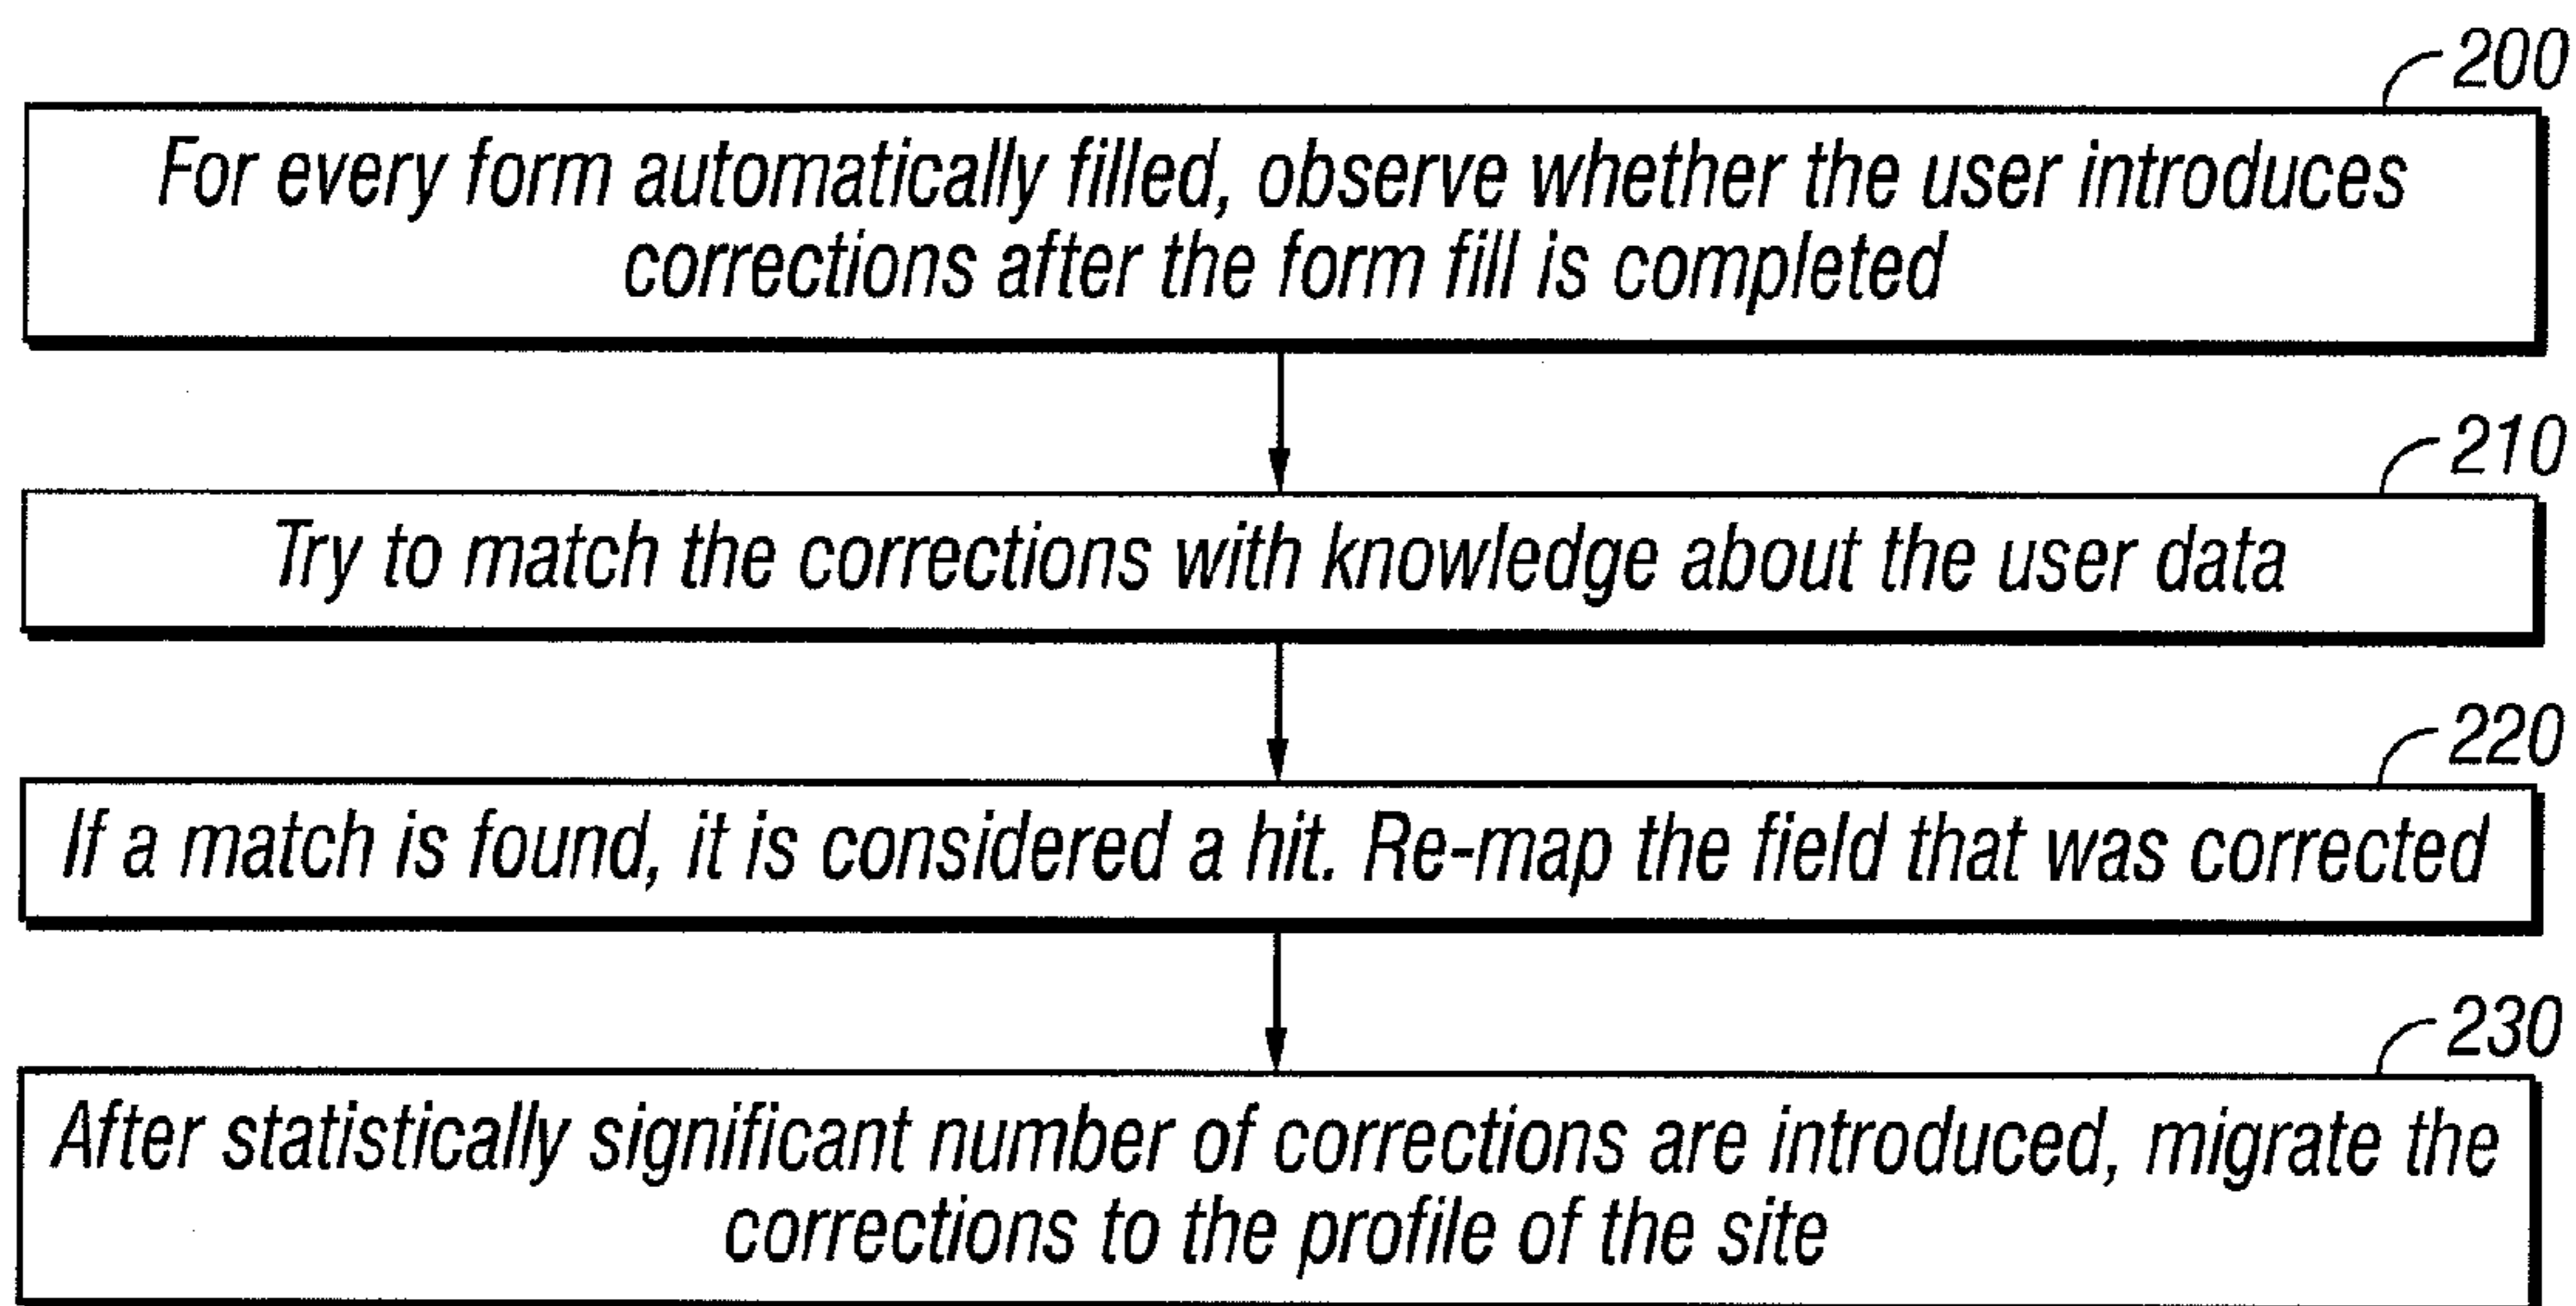 200
For every form automatically filled, observe whether the user introduces
corrections after the form fill is completed
210
Try to match the corrections with knowledge about the user data
220
If a match is found, it is considered a hit. Re-map the field that was corrected
230
After statistically significant number of corrections are introduced, migrate the
corrections to the profile of the site